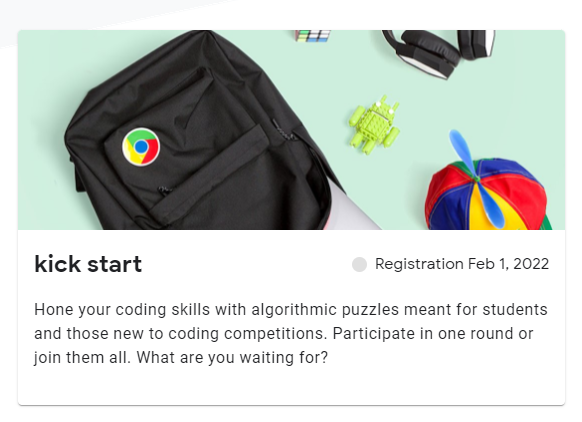 kick start
Registration Feb 1, 2022
Hone your coding skills with algorithmic puzzles meant for students
and those new to coding competitions. Participate in one round or
join them all. What are you waiting for?